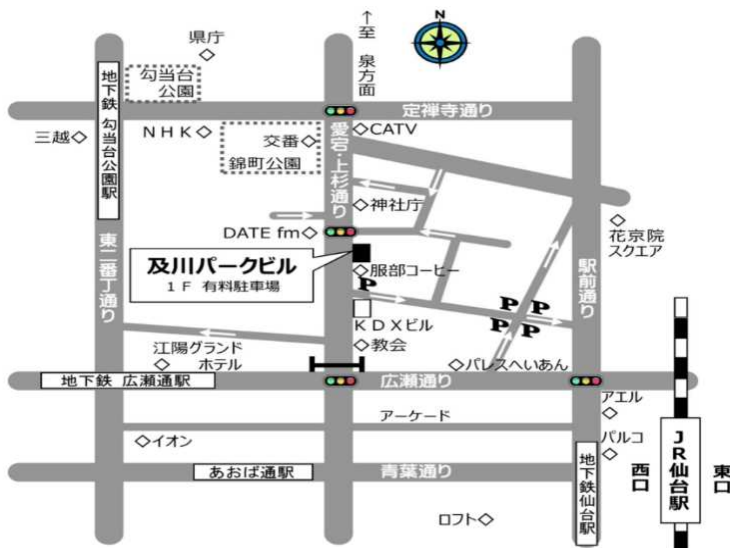 ↑至 泉方面
県庁
勾当台
公園
地下鉄 勾当台公園駅
定禅寺通り
三越
NHK
交番
錦町公園
CATV
愛宕・上杉通り
神社庁
DATE fm
花京院
スクエア
及川パークビル
1F 有料駐車場
服部コーヒー
東二番丁通り
駅前通り
P
P P
P P
KDXビル
教会
江陽グランド
ホテル
パレスへいあん
地下鉄 広瀬通駅
広瀬通り
アエル
アーケード
イオン
パルコ
あおば通駅
青葉通り
地下鉄仙台駅
西口
JR仙台駅
東口
ロフト